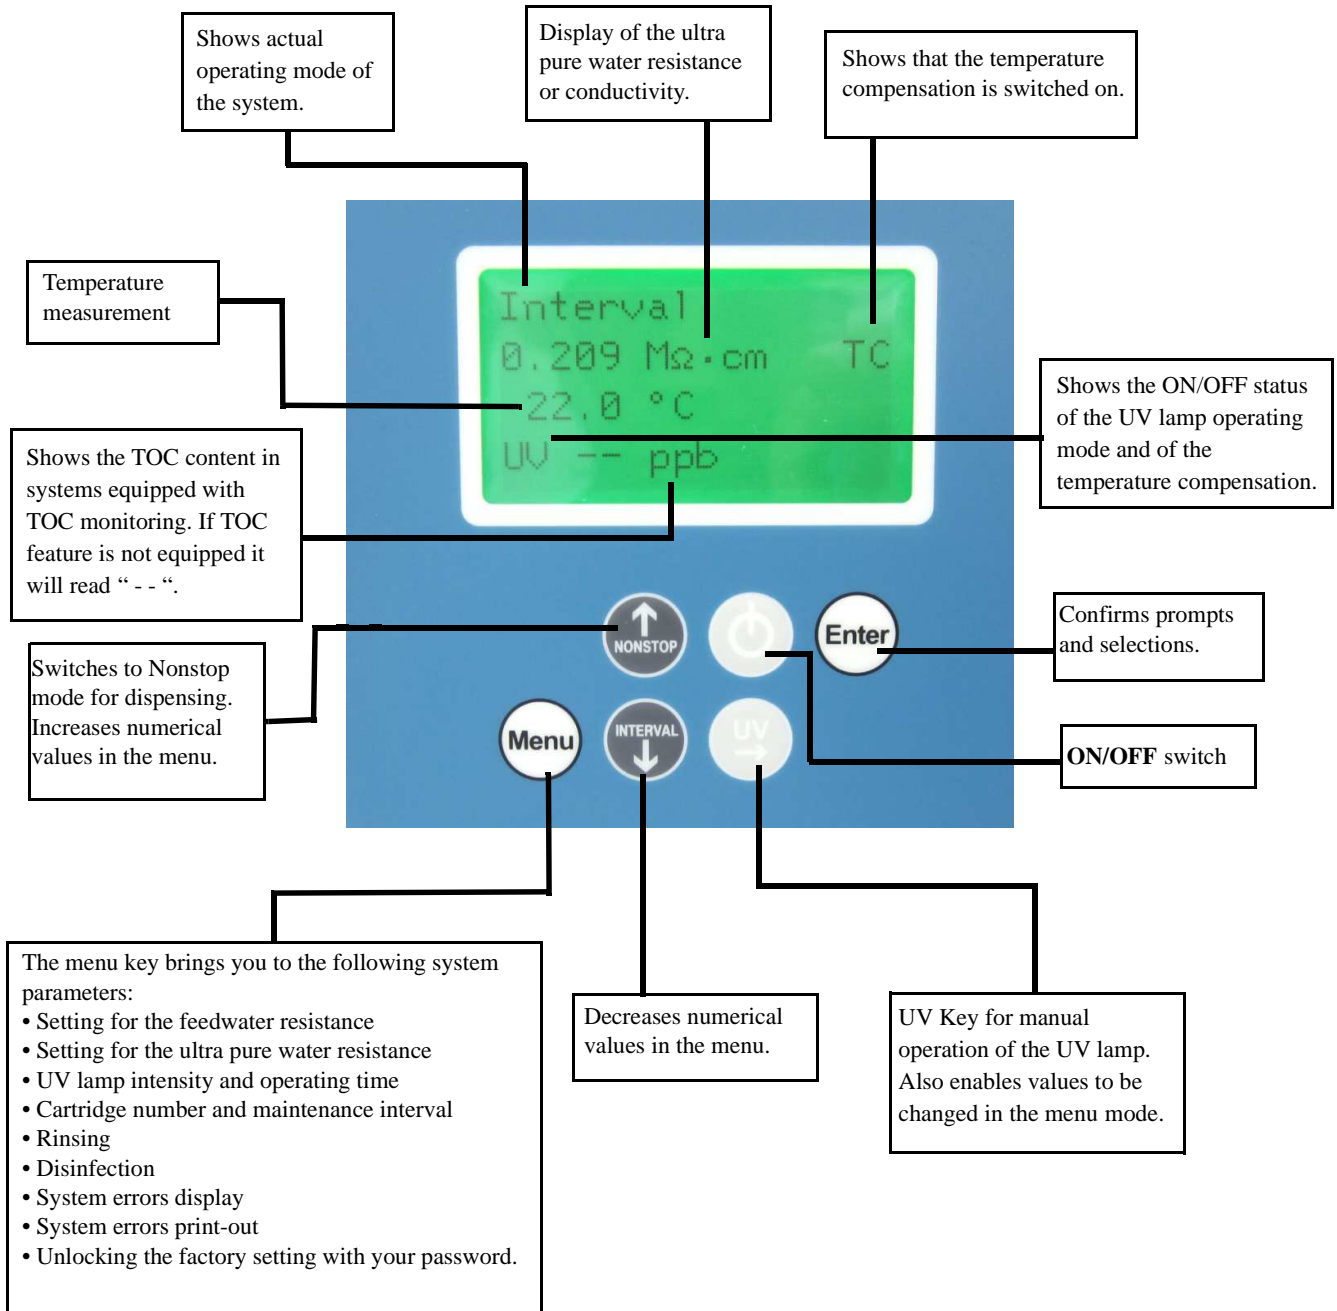 Shows actual
operating mode of
the system.
Display of the ultra
pure water resistance
or conductivity.
Shows that the temperature
compensation is switched on.
Temperature
measurement
Interval
0.209 MΩ·cm TC
22.0 °C
UV -- ppb
Shows the ON/OFF status
of the UV lamp operating
mode and of the
temperature compensation.
Shows the TOC content in
systems equipped with
TOC monitoring. If TOC
feature is not equipped it
will read “ - - “.
NONSTOP
Enter
Confirms prompts
and selections.
Switches to Nonstop
mode for dispensing.
Increases numerical
values in the menu.
Menu
INTERVAL
UV
ON/OFF switch
The menu key brings you to the following system
parameters:
• Setting for the feedwater resistance
• Setting for the ultra pure water resistance
• UV lamp intensity and operating time
• Cartridge number and maintenance interval
• Rinsing
• Disinfection
• System errors display
• System errors print-out
• Unlocking the factory setting with your password.
Decreases numerical
values in the menu.
UV Key for manual
operation of the UV lamp.
Also enables values to be
changed in the menu mode.